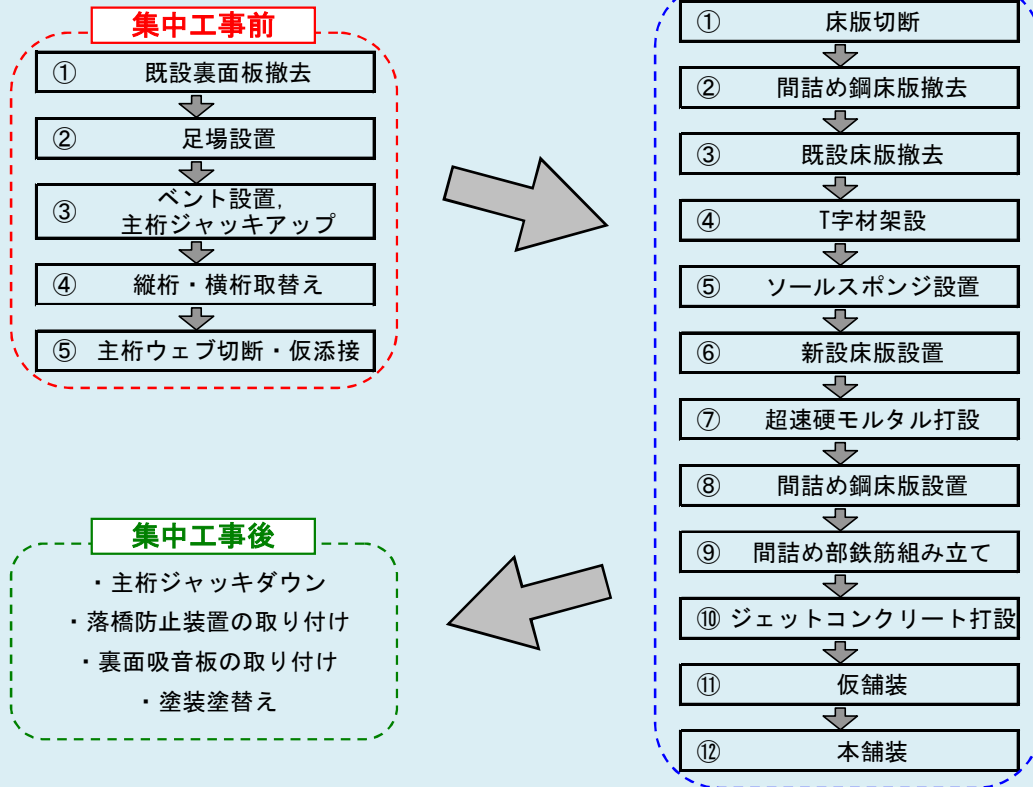 集中工事前
① 既設裏面板撤去
② 足場設置
③ ベント設置,
主桁ジャッキアップ
④ 縦桁・横桁取替え
⑤ 主桁ウェブ切断・仮添接
① 床版切断
② 間詰め鋼床版撤去
③ 既設床版撤去
④ T字材架設
⑤ ソールスポンジ設置
⑥ 新設床版設置
⑦ 超速硬モルタル打設
⑧ 間詰め鋼床版設置
⑨ 間詰め部鉄筋組み立て
⑩ ジェットコンクリート打設
⑪ 仮舗装
⑫ 本舗装
集中工事後
・主桁ジャッキダウン
・落橋防止装置の取り付け
・裏面吸音板の取り付け
・塗装塗替え